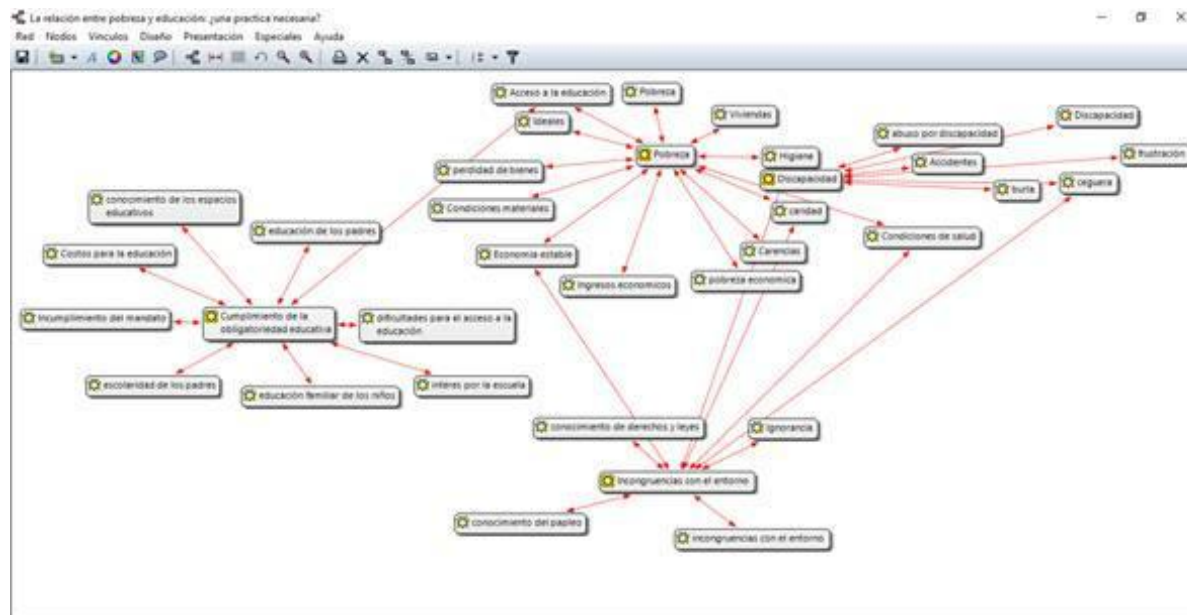 La relación entre pobreza y educación: ¿una practica necesaria?
Red Nodos Vínculos Diseño Presentación Especiales Ayuda
Acceso a la educación
Pobreza
Ideales
Viviendas
Discapacidad
abuso por discapacidad
Pobreza
Higiene
Accidentes
frustración
perdidad de bienes
Discapacidad
burla
ceguera
conocimiento de los espacios
educativos
Condiciones materiales
caridad
educación de los padres
Condiciones de salud
Costos para la educación
Economía estable
Carencias
Ingresos economicos
pobreza economica
Incumplimiento del mandato
Cumplimiento de la
obligatoriedad educativa
dificultades para el acceso a la
educación
escolaridad de los padres
educación familiar de los niños
interes por la escuela
conocimiento de derechos y leyes
Ignorancia
Incongruencias con el entorno
conocimiento del papleo
incongruencias con el entorno